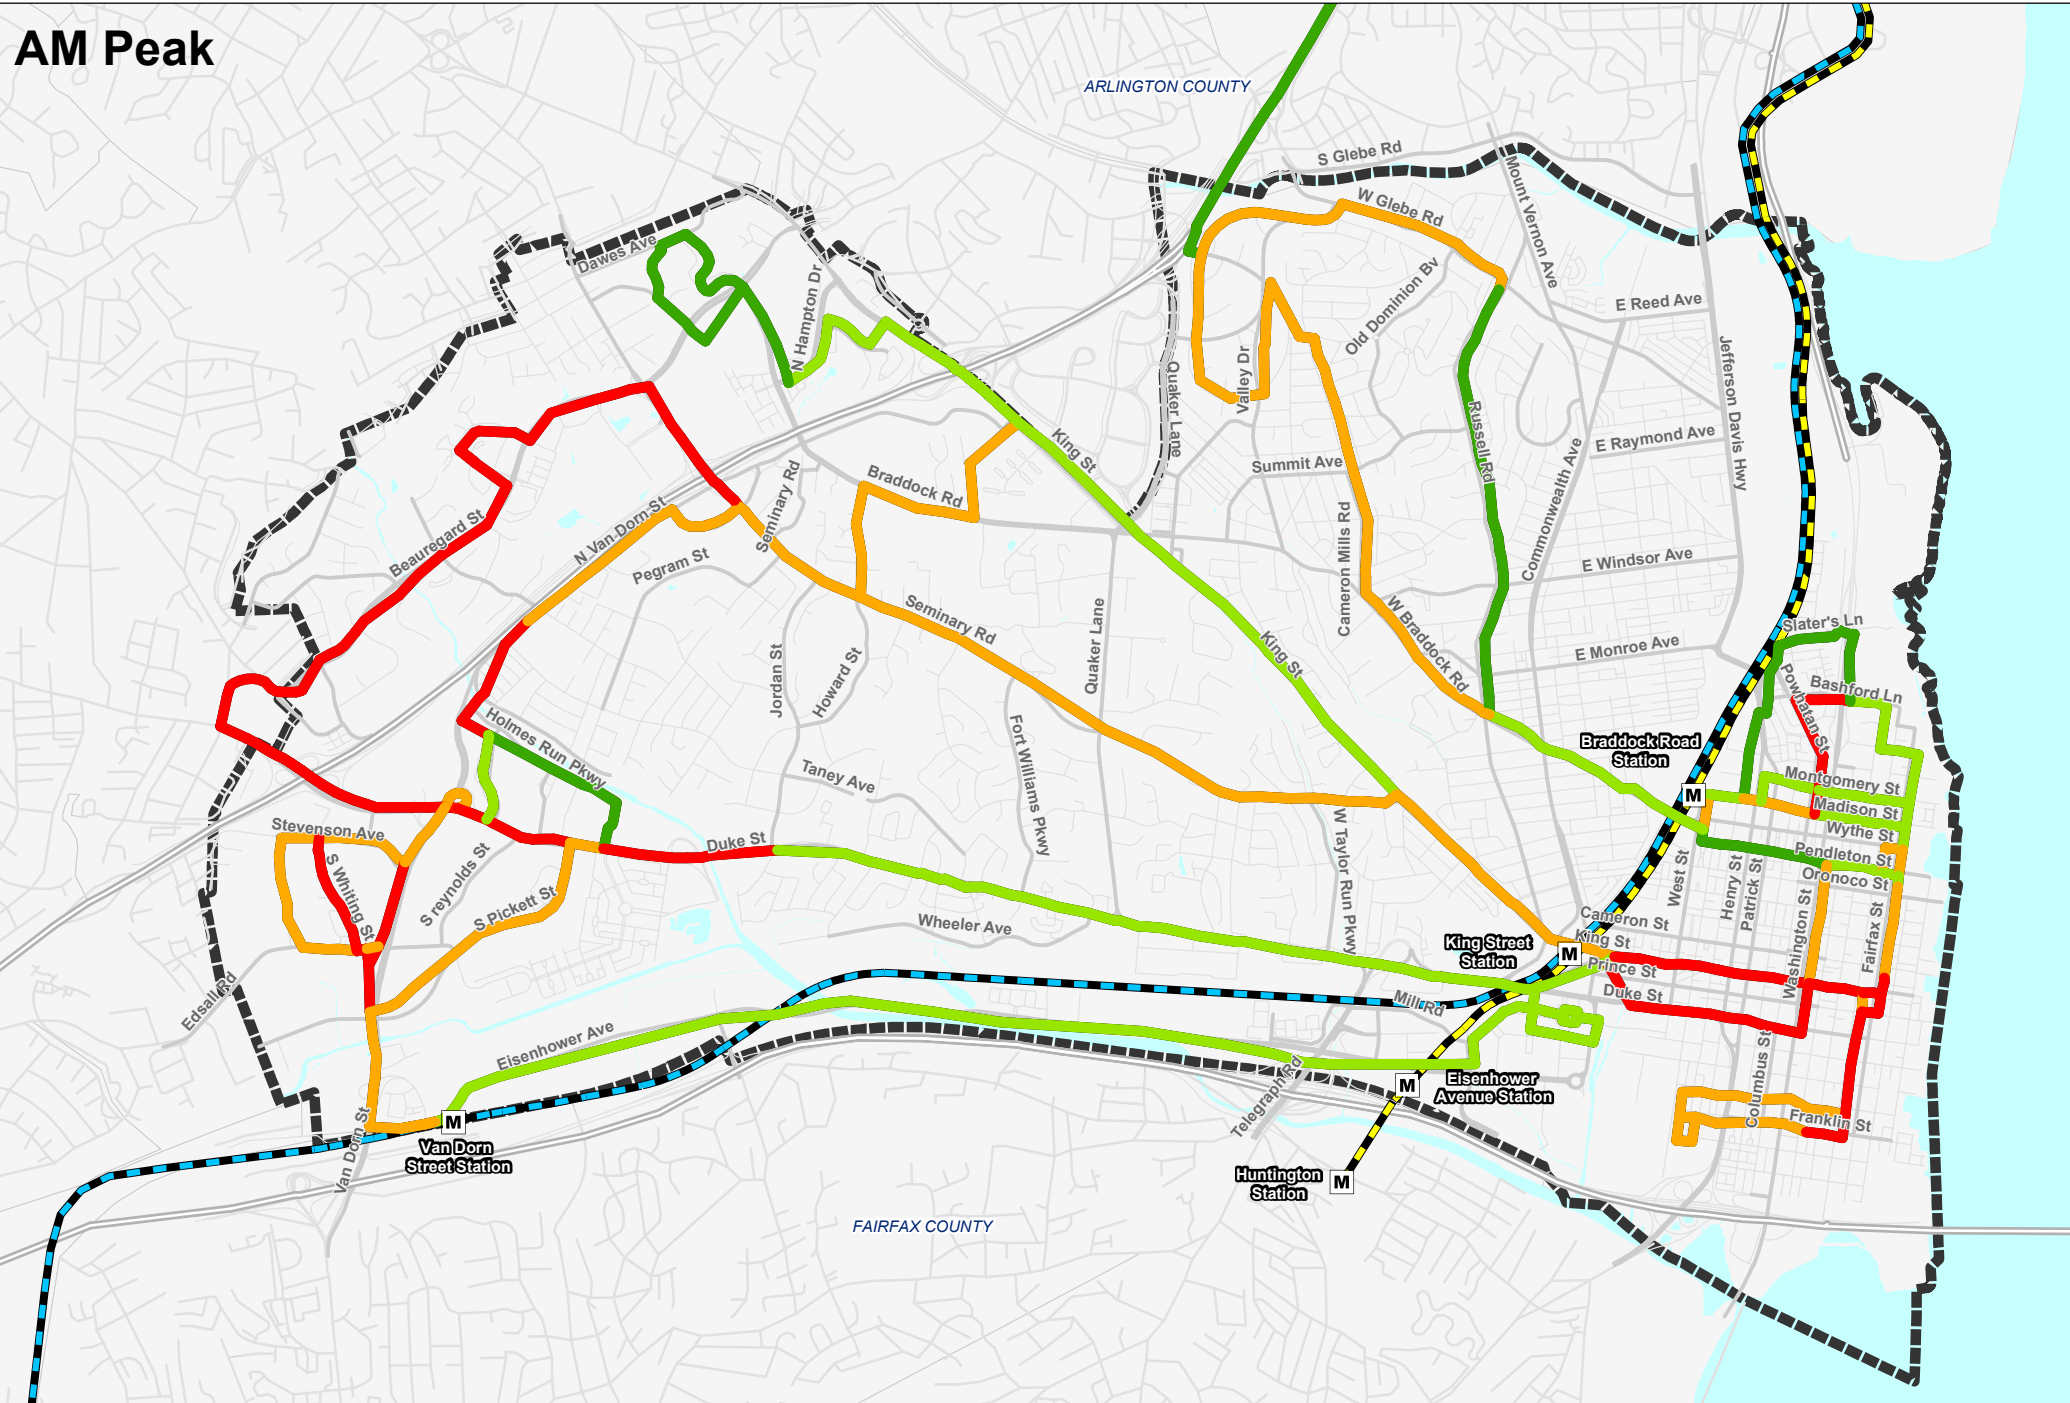 AM Peak
ARLINGTON COUNTY
S Glebe Rd
W Glebe Rd
Mount Vernon Ave
Dawes Ave
N Hampton Dr
Old Dominion Bv
E Reed Ave
Jefferson Davis Hwy
Quaker Lane
Valley Dr
Russell Rd
King St
E Raymond Ave
Summit Ave
Braddock Rd
Seminary Rd
Commonwealth Ave
Beauregard St
N Van Dorn St
Pegram St
Cameron Mills Rd
E Windsor Ave
W Braddock Rd
Seminary Rd
Slater's Ln
Quaker Lane
King St
E Monroe Ave
Jordan St
Howard St
Powhatan St
Bashford Ln
Holmes Run Pkwy
Fort Williams Pkwy
Braddock Road
Station
M
Taney Ave
Montgomery St
Madison St
Stevenson Ave
W Taylor Run Pkwy
Wythe St
Duke St
Pendleton St
S Whiting St
S reynolds St
West St
Henry St
Patrick St
Oronoco St
S Pickett St
Wheeler Ave
Cameron St
King St
Washington St
Fairfax St
King Street
Station
M
Prince St
Duke St
Edsall Rd
Mill Rd
Eisenhower Ave
Telegraph Rd
M
Eisenhower
Avenue Station
Columbus St
Franklin St
M
Van Dorn
Street Station
Van Dorn St
Huntington
Station
M
FAIRFAX COUNTY